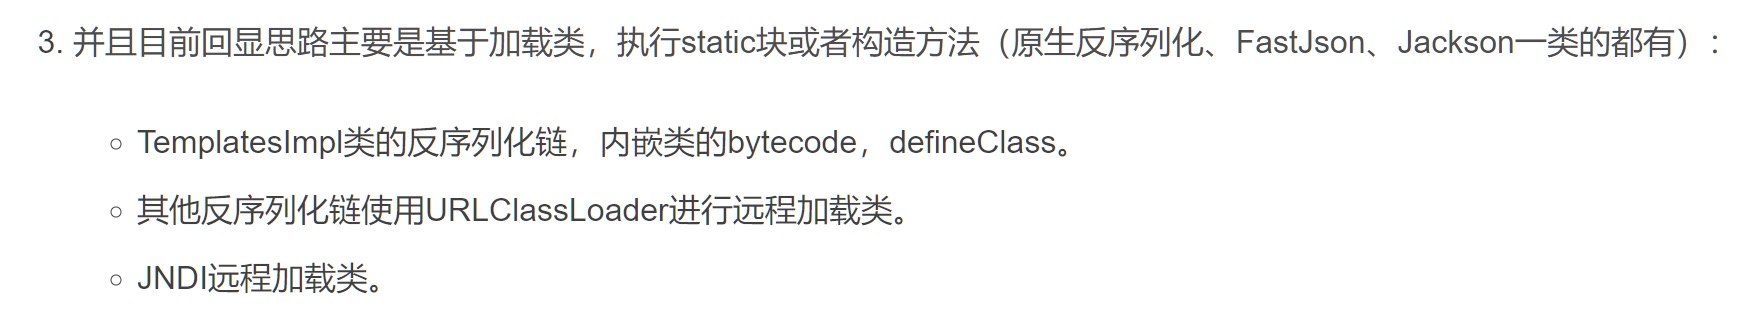 3. 并且目前回显思路主要是基于加载类，执行static块或者构造方法（原生反序列化、FastJson、Jackson一类的都有）：
○ TemplatesImpl类的反序列化链，内嵌类的bytecode，defineClass。
○ 其他反序列化链使用URLClassLoader进行远程加载类。
○ JNDI远程加载类。